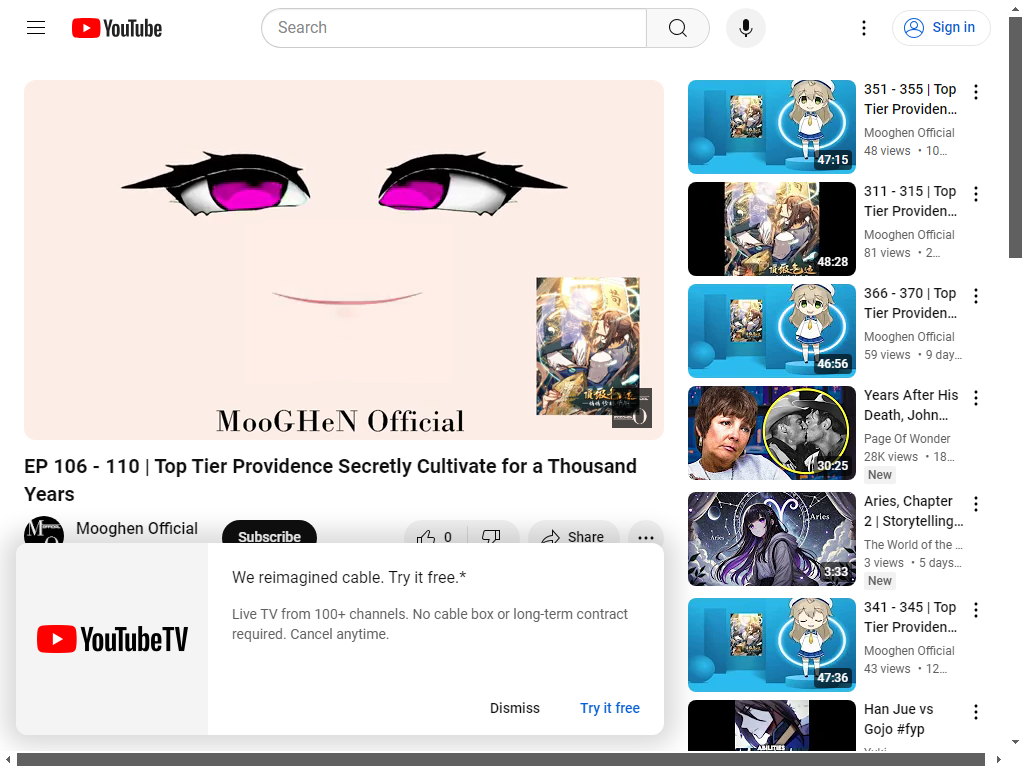 YouTube
Search
Sign in
MooGHeN Official
EP 106 - 110 | Top Tier Providence Secretly Cultivate for a Thousand
Years
Mooghen Official
Subscribe
0
Share
We reimagined cable. Try it free.*
Live TV from 100+ channels. No cable box or long-term contract
required. Cancel anytime.
YouTubeTV
Dismiss
Try it free
47:15
351 - 355 | Top
Tier Providen...
Mooghen Official
48 views • 10...
48:28
311 - 315 | Top
Tier Providen...
Mooghen Official
81 views • 2...
46:56
366 - 370 | Top
Tier Providen...
Mooghen Official
59 views • 9 day...
30:25
Years After His
Death, John...
Page Of Wonder
28K views • 18...
New
Aries
Aries
3:33
Aries, Chapter
2 | Storytelling...
The World of the ...
3 views • 5 days...
New
47:36
341 - 345 | Top
Tier Providen...
Mooghen Official
43 views • 12...
ABILITIES
Han Jue vs
Gojo #fyp